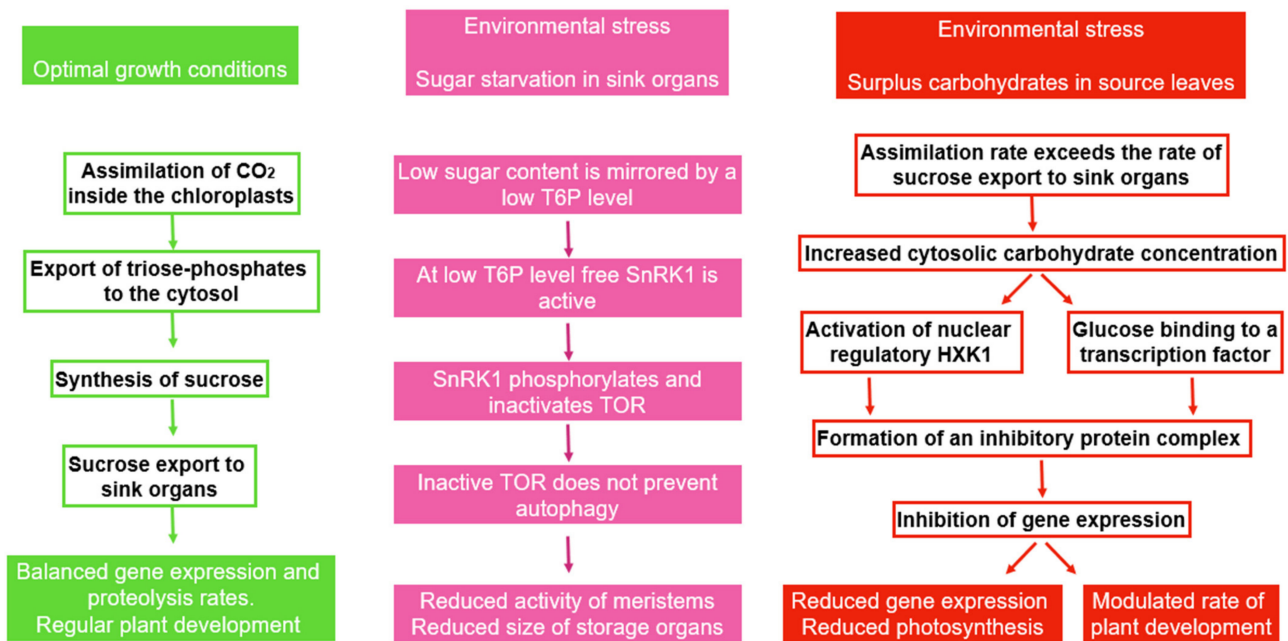 Optimal growth conditions
Assimilation of CO₂
inside the chloroplasts
Export of triose-phosphates
to the cytosol
Synthesis of sucrose
Sucrose export to
sink organs
Balanced gene expression and
proteolysis rates.
Regular plant development
Environmental stress
Sugar starvation in sink organs
Low sugar content is mirrored by a
low T6P level
At low T6P level free SnRK1 is
active
SnRK1 phosphorylates and
inactivates TOR
Inactive TOR does not prevent
autophagy
Reduced activity of meristems
Reduced size of storage organs
Environmental stress
Surplus carbohydrates in source leaves
Assimilation rate exceeds the rate of
sucrose export to sink organs
Increased cytosolic carbohydrate concentration
Activation of nuclear
regulatory HXK1
Glucose binding to a
transcription factor
Formation of an inhibitory protein complex
Inhibition of gene expression
Reduced gene expression
Reduced photosynthesis
Modulated rate of
plant development